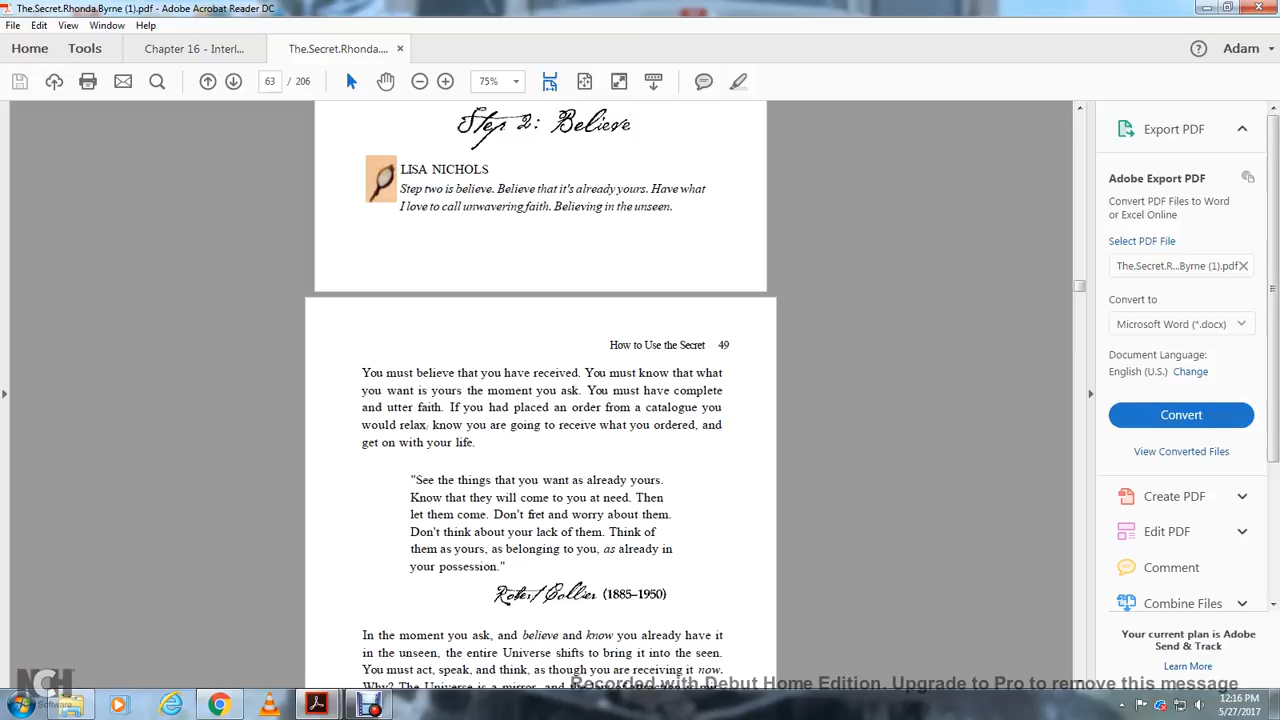 The.Secret.Rhonda.Byrne (1).pdf - Adobe Acrobat Reader DC
File Edit View Window Help
Home Tools Chapter 16 - Interl... The.Secret.Rhonda.... × Adam
63 / 206 75%
Step 2: Believe
LISA NICHOLS
Step two is believe. Believe that it's already yours. Have what
I love to call unwavering faith. Believing in the unseen.
How to Use the Secret 49
You must believe that you have received. You must know that what
you want is yours the moment you ask. You must have complete
and utter faith. If you had placed an order from a catalogue you
would relax, know you are going to receive what you ordered, and
get on with your life.
"See the things that you want as already yours.
Know that they will come to you at need. Then
let them come. Don't fret and worry about them.
Don't think about your lack of them. Think of
them as yours, as belonging to you, as already in
your possession."
Robert Collier (1885–1950)
In the moment you ask, and believe and know you already have it
in the unseen, the entire Universe shifts to bring it into the seen.
You must act, speak, and think, as though you are receiving it now.
Why? The Universe is a mirror, and the
Export PDF
Adobe Export PDF
Convert PDF Files to Word
or Excel Online
Select PDF File
The.Secret.R...Byrne (1).pdf
Convert to
Microsoft Word (*.docx)
Document Language:
English (U.S.) Change
Convert
View Converted Files
Create PDF
Edit PDF
Comment
Combine Files
Your current plan is Adobe
Send & Track
Learn More
NCH
Software
Recorded with Debut Home Edition. Upgrade to Pro to remove this message
12:16 PM
5/27/2017